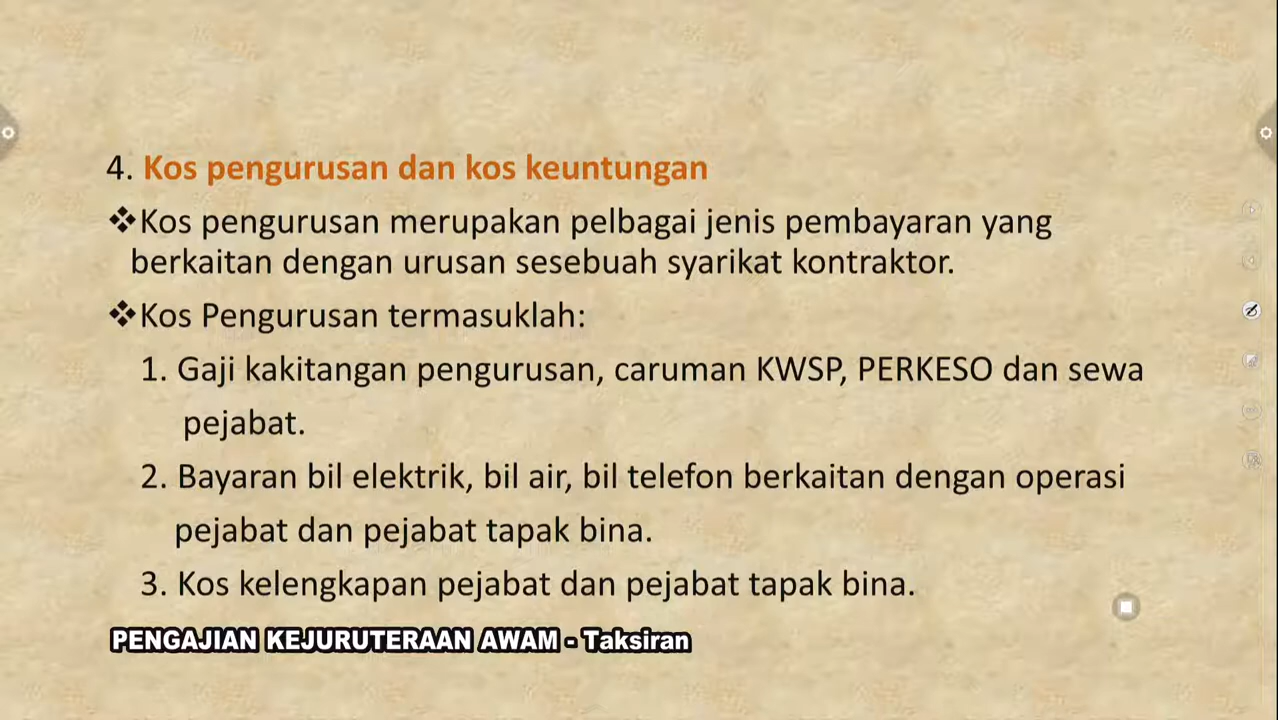 4. Kos pengurusan dan kos keuntungan
❖Kos pengurusan merupakan pelbagai jenis pembayaran yang
berkaitan dengan urusan sesebuah syarikat kontraktor.
❖Kos Pengurusan termasuklah:
1. Gaji kakitangan pengurusan, caruman KWSP, PERKESO dan sewa
pejabat.
2. Bayaran bil elektrik, bil air, bil telefon berkaitan dengan operasi
pejabat dan pejabat tapak bina.
3. Kos kelengkapan pejabat dan pejabat tapak bina.
PENGAJIAN KEJURUTERAAN AWAM - Taksiran